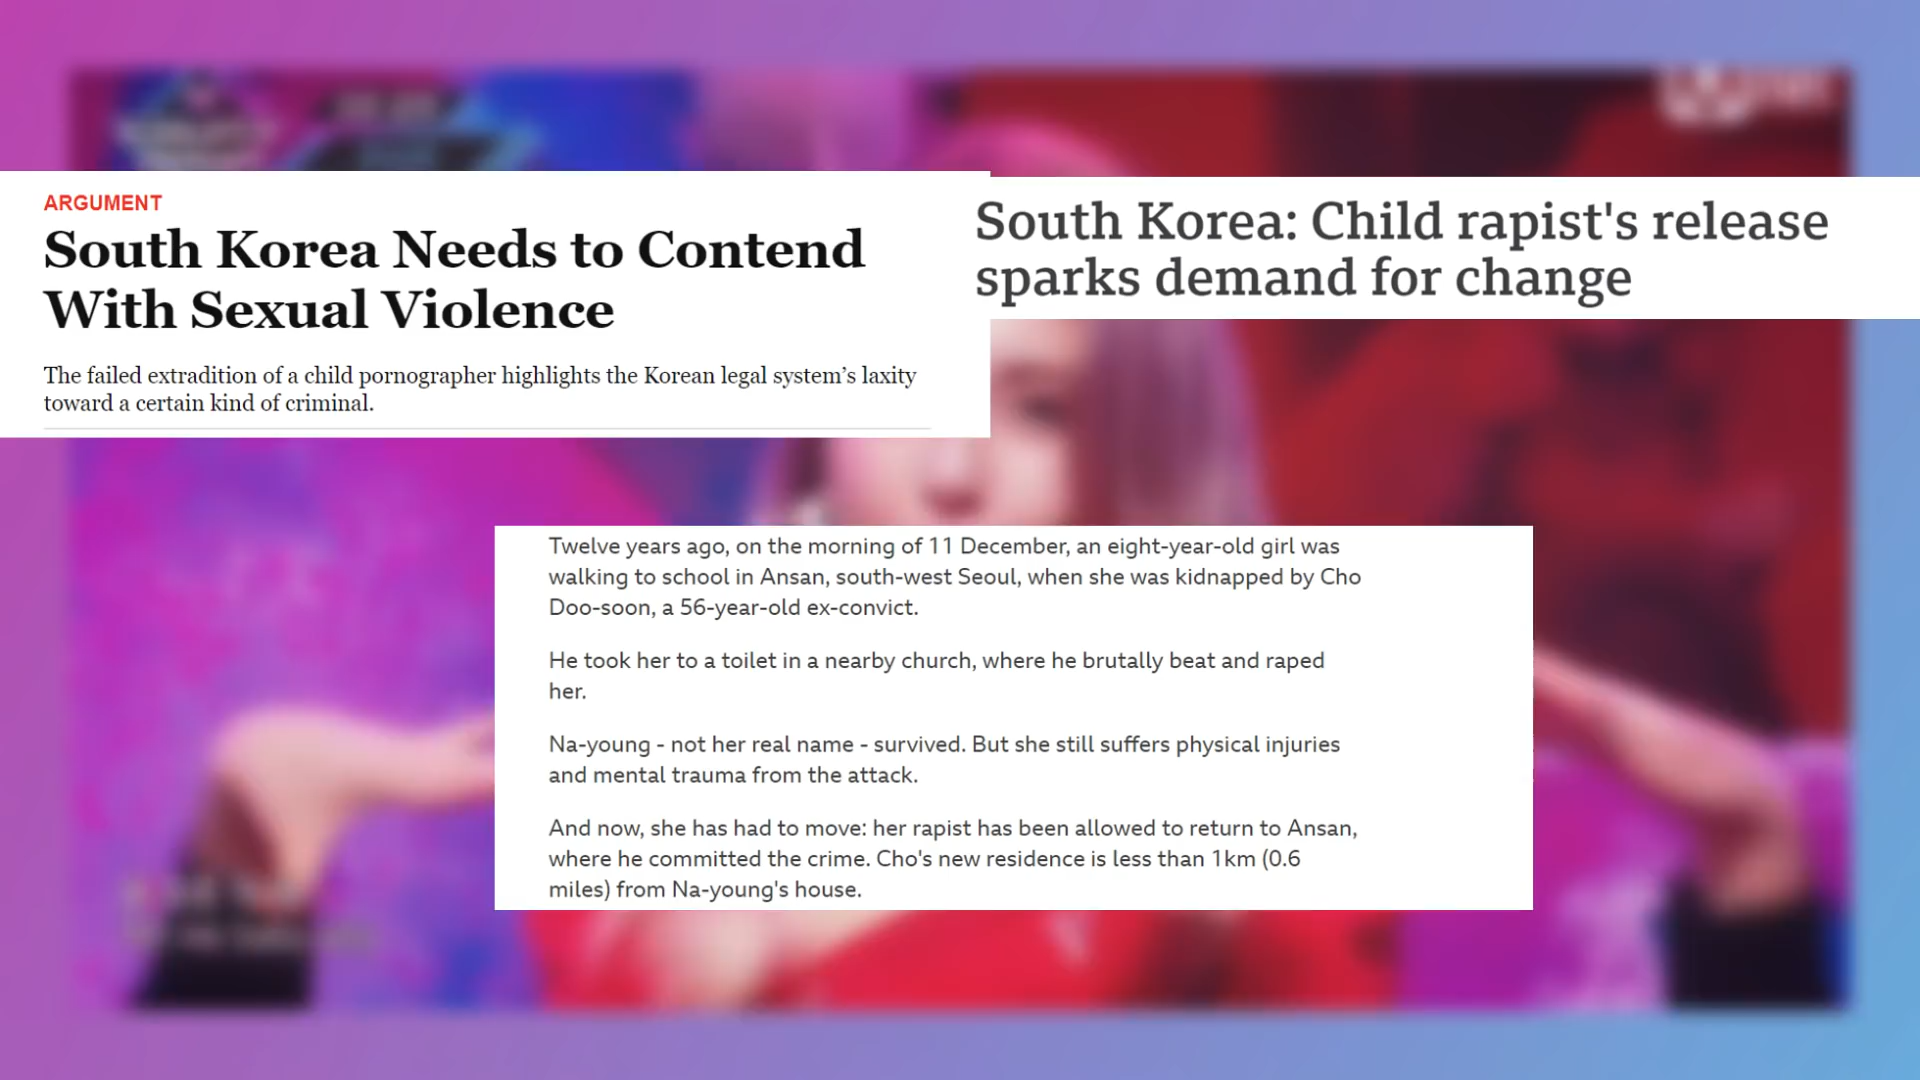 ARGUMENT
South Korea Needs to Contend
With Sexual Violence
The failed extradition of a child pornographer highlights the Korean legal system’s laxity
toward a certain kind of criminal.
South Korea: Child rapist's release
sparks demand for change
Twelve years ago, on the morning of 11 December, an eight-year-old girl was
walking to school in Ansan, south-west Seoul, when she was kidnapped by Cho
Doo-soon, a 56-year-old ex-convict.
He took her to a toilet in a nearby church, where he brutally beat and raped
her.
Na-young - not her real name - survived. But she still suffers physical injuries
and mental trauma from the attack.
And now, she has had to move: her rapist has been allowed to return to Ansan,
where he committed the crime. Cho's new residence is less than 1km (0.6
miles) from Na-young's house.